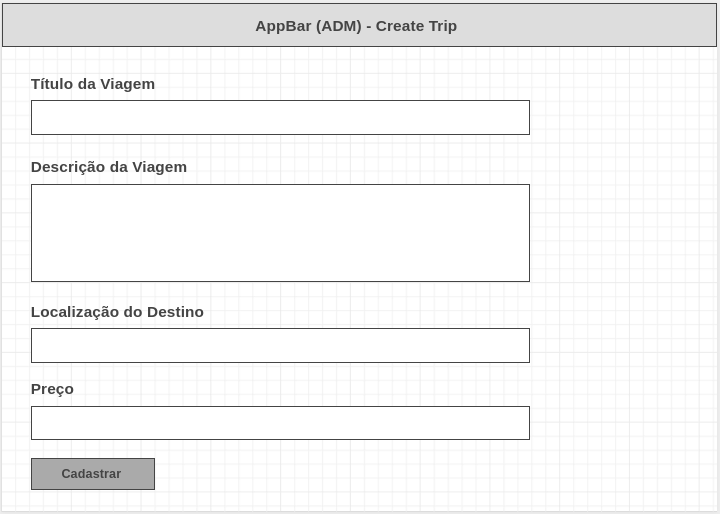 AppBar (ADM) - Create Trip
Título da Viagem
Descrição da Viagem
Localização do Destino
Preço
Cadastrar